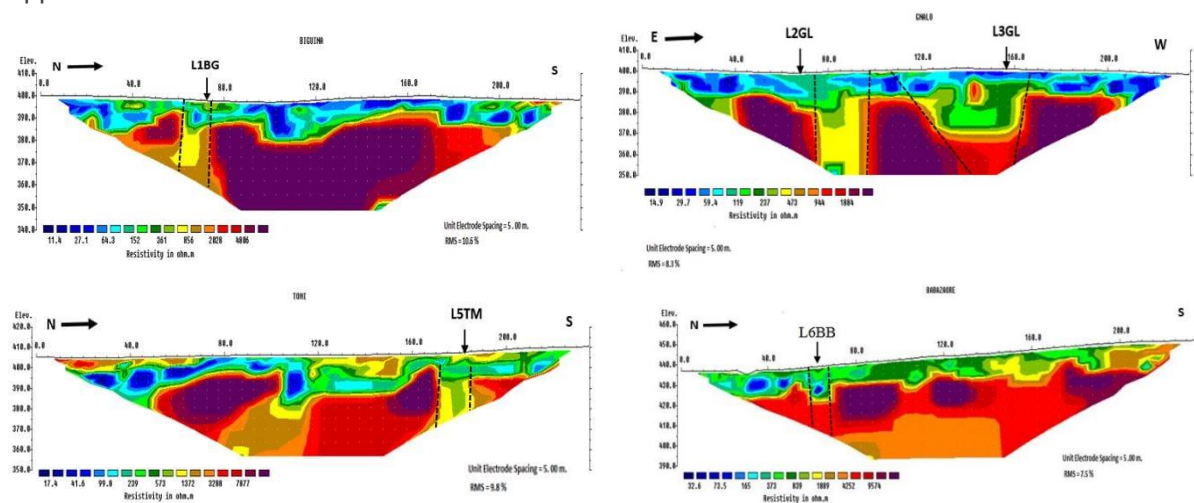 BIGUINA
Elev.
N
L1BG
S
0.0 40.0 80.0 120.0 160.0 200.0
410.0
400.0
390.0
380.0
370.0
360.0
350.0
340.0
11.4 27.1 64.3 152 361 856 2028 4806
Resistivity in ohm.m
Unit Electrode Spacing = 5.00 m.
RMS = 10.6 %
GNALO
E
L2GL
L3GL
W
Elev.
0.0 40.0 80.0 120.0 160.0 200.0
410.0
400.0
390.0
380.0
370.0
360.0
350.0
14.9 29.7 59.4 119 237 473 944 1884
Resistivity in ohm.m
Unit Electrode Spacing = 5.00 m.
RMS = 8.3 %
TOMI
Elev.
N
L5TM
S
0.0 40.0 80.0 120.0 160.0 200.0
420.0
410.0
400.0
390.0
380.0
370.0
360.0
350.0
17.4 41.6 99.8 239 573 1372 3288 7877
Resistivity in ohm.m
Unit Electrode Spacing = 5.00 m.
RMS = 9.8 %
Elev.
N
L6BB
S
0.0 40.0 80.0 120.0 160.0 200.0
460.0
450.0
440.0
430.0
420.0
410.0
400.0
390.0
32.6 73.5 165 373 839 1889 4252 9574
Resistivity in ohm.m
Unit Electrode Spacing = 5.00 m.
RMS = 7.5 %